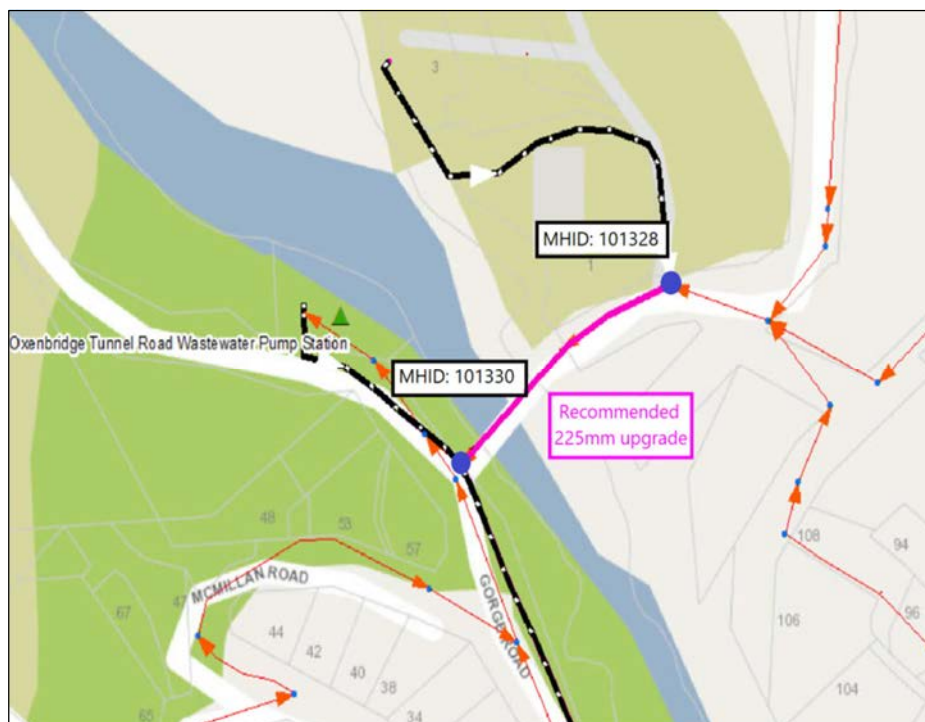 3
MHID: 101328
1
Oxenbridge Tunnel Road Wastewater Pump Station
MHID: 101330
Recommended
225mm upgrade
48
53
57
108
94
MCMILLAN ROAD
47
67
GORGE ROAD
44
42
40
38
34
65
106
96
104